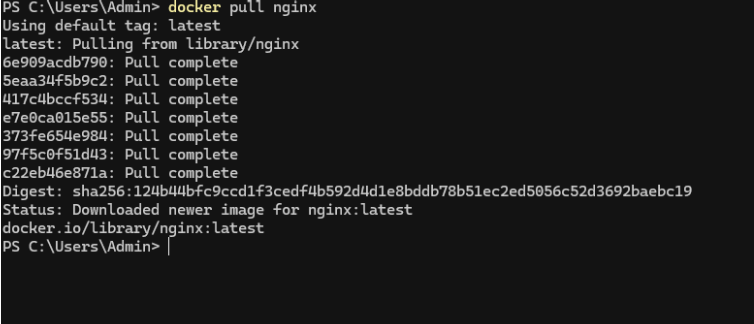 PS C:\Users\Admin> docker pull nginx
Using default tag: latest
latest: Pulling from library/nginx
6e909acdb790: Pull complete
5eaa34f5b9c2: Pull complete
417c4bccf534: Pull complete
e7e0ca015e55: Pull complete
373fe654e984: Pull complete
97f5c0f51d43: Pull complete
c22eb46e871a: Pull complete
Digest: sha256:124b44bfc9ccd1f3cedf4b592d4d1e8bddb78b51ec2ed5056c52d3692baebc19
Status: Downloaded newer image for nginx:latest
docker.io/library/nginx:latest
PS C:\Users\Admin>